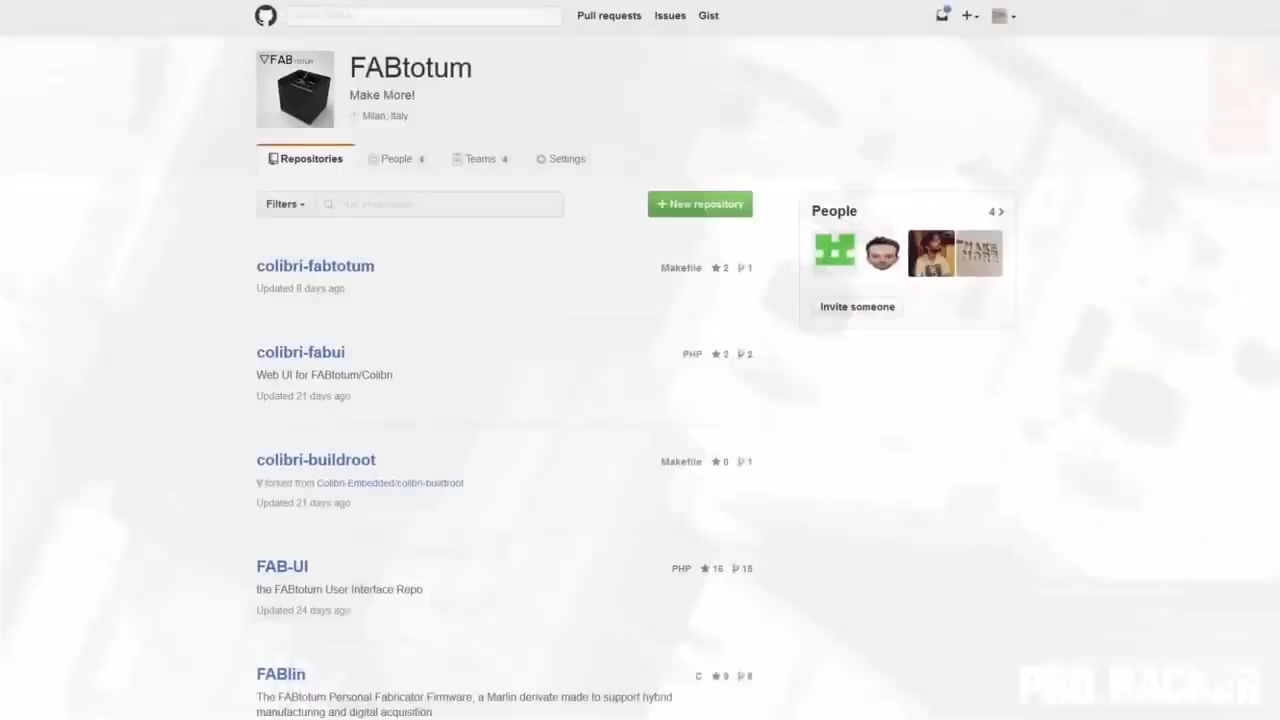 Pull requests
Issues
Gist
FABTOTUM
FABtotum
Make More!
Milan, Italy
Repositories
People 4
Teams 4
Settings
Filters
New repository
People
4
MAKE
MORE
Invite someone
colibri-fabtotum
Makefile 2 1
Updated 8 days ago
colibri-fabui
PHP 2 2
Web UI for FABtotum/Colibri
Updated 21 days ago
colibri-buildroot
Makefile 0 1
forked from Colibri-Embedded/colibri-buildroot
Updated 21 days ago
FAB-UI
PHP 16 15
the FABtotum User Interface Repo
Updated 24 days ago
FABlin
C 9 8
The FABtotum Personal Fabricator Firmware, a Marlin derivate made to support hybrid
manufacturing and digital acquisition